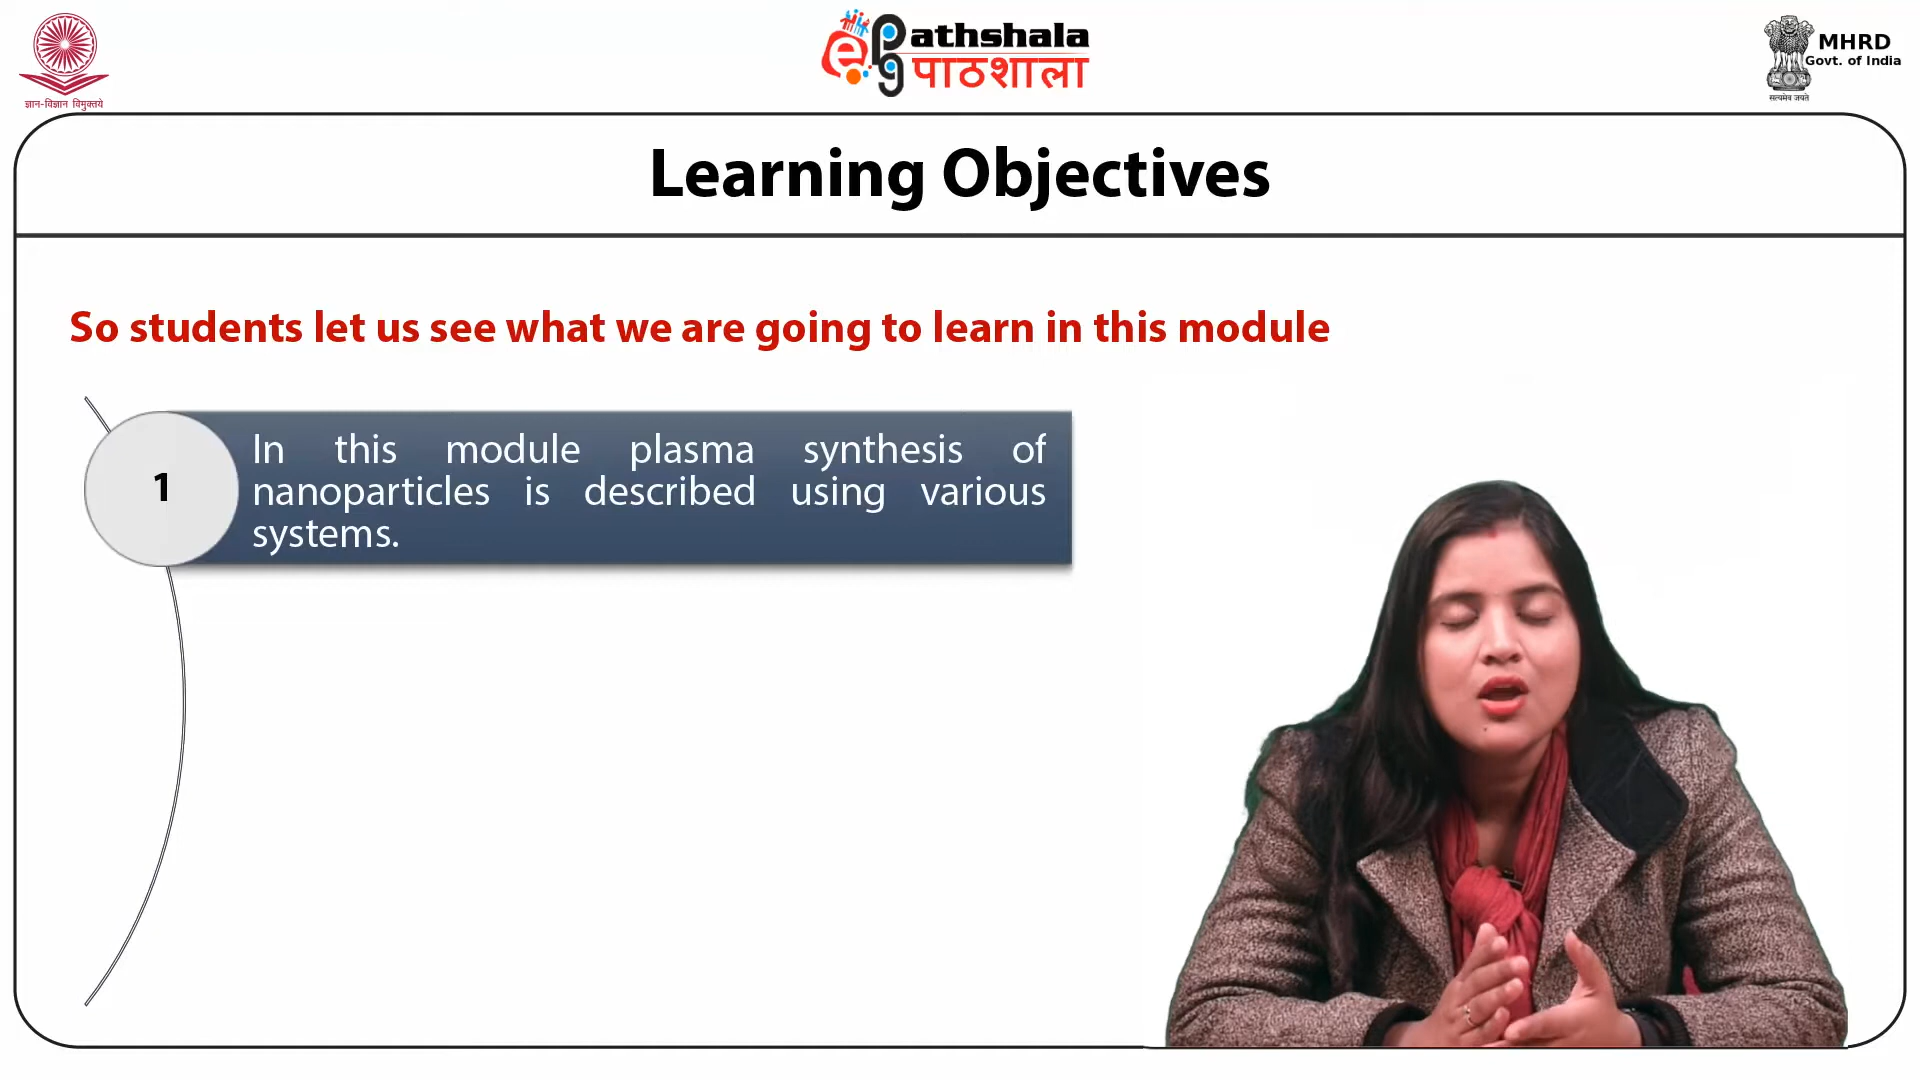 ज्ञान-विज्ञान विमुक्तये
e Pg athshala
पाठशाला
MHRD
Govt. of India
सत्यमेव जयते
Learning Objectives
So students let us see what we are going to learn in this module
1
In this module plasma synthesis of
nanoparticles is described using various
systems.